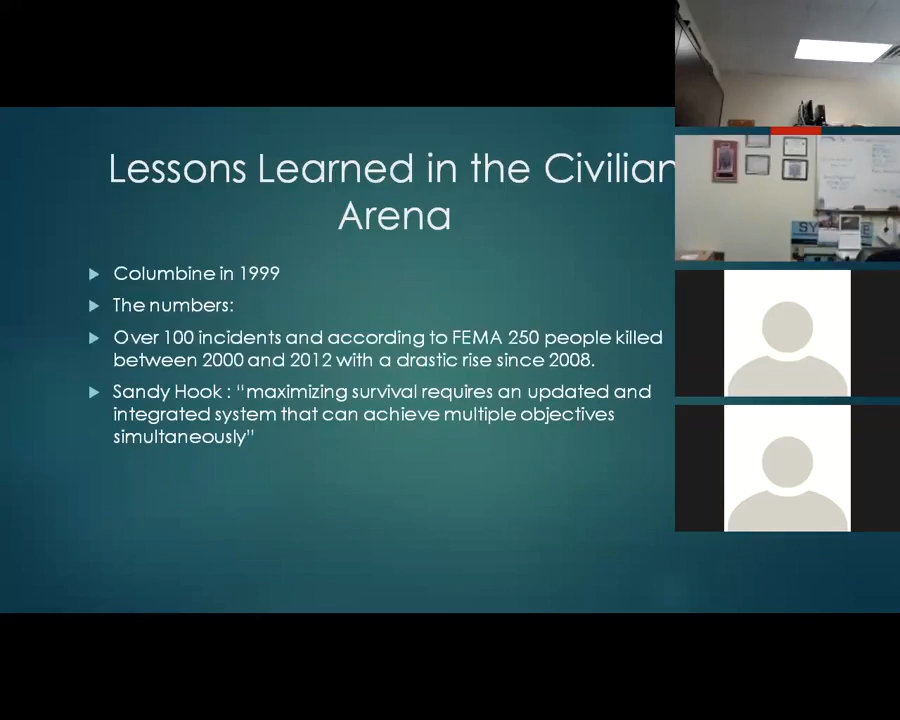 Lessons Learned in the Civilian
Arena
Columbine in 1999
The numbers:
Over 100 incidents and according to FEMA 250 people killed
between 2000 and 2012 with a drastic rise since 2008.
Sandy Hook : “maximizing survival requires an updated and
integrated system that can achieve multiple objectives
simultaneously”